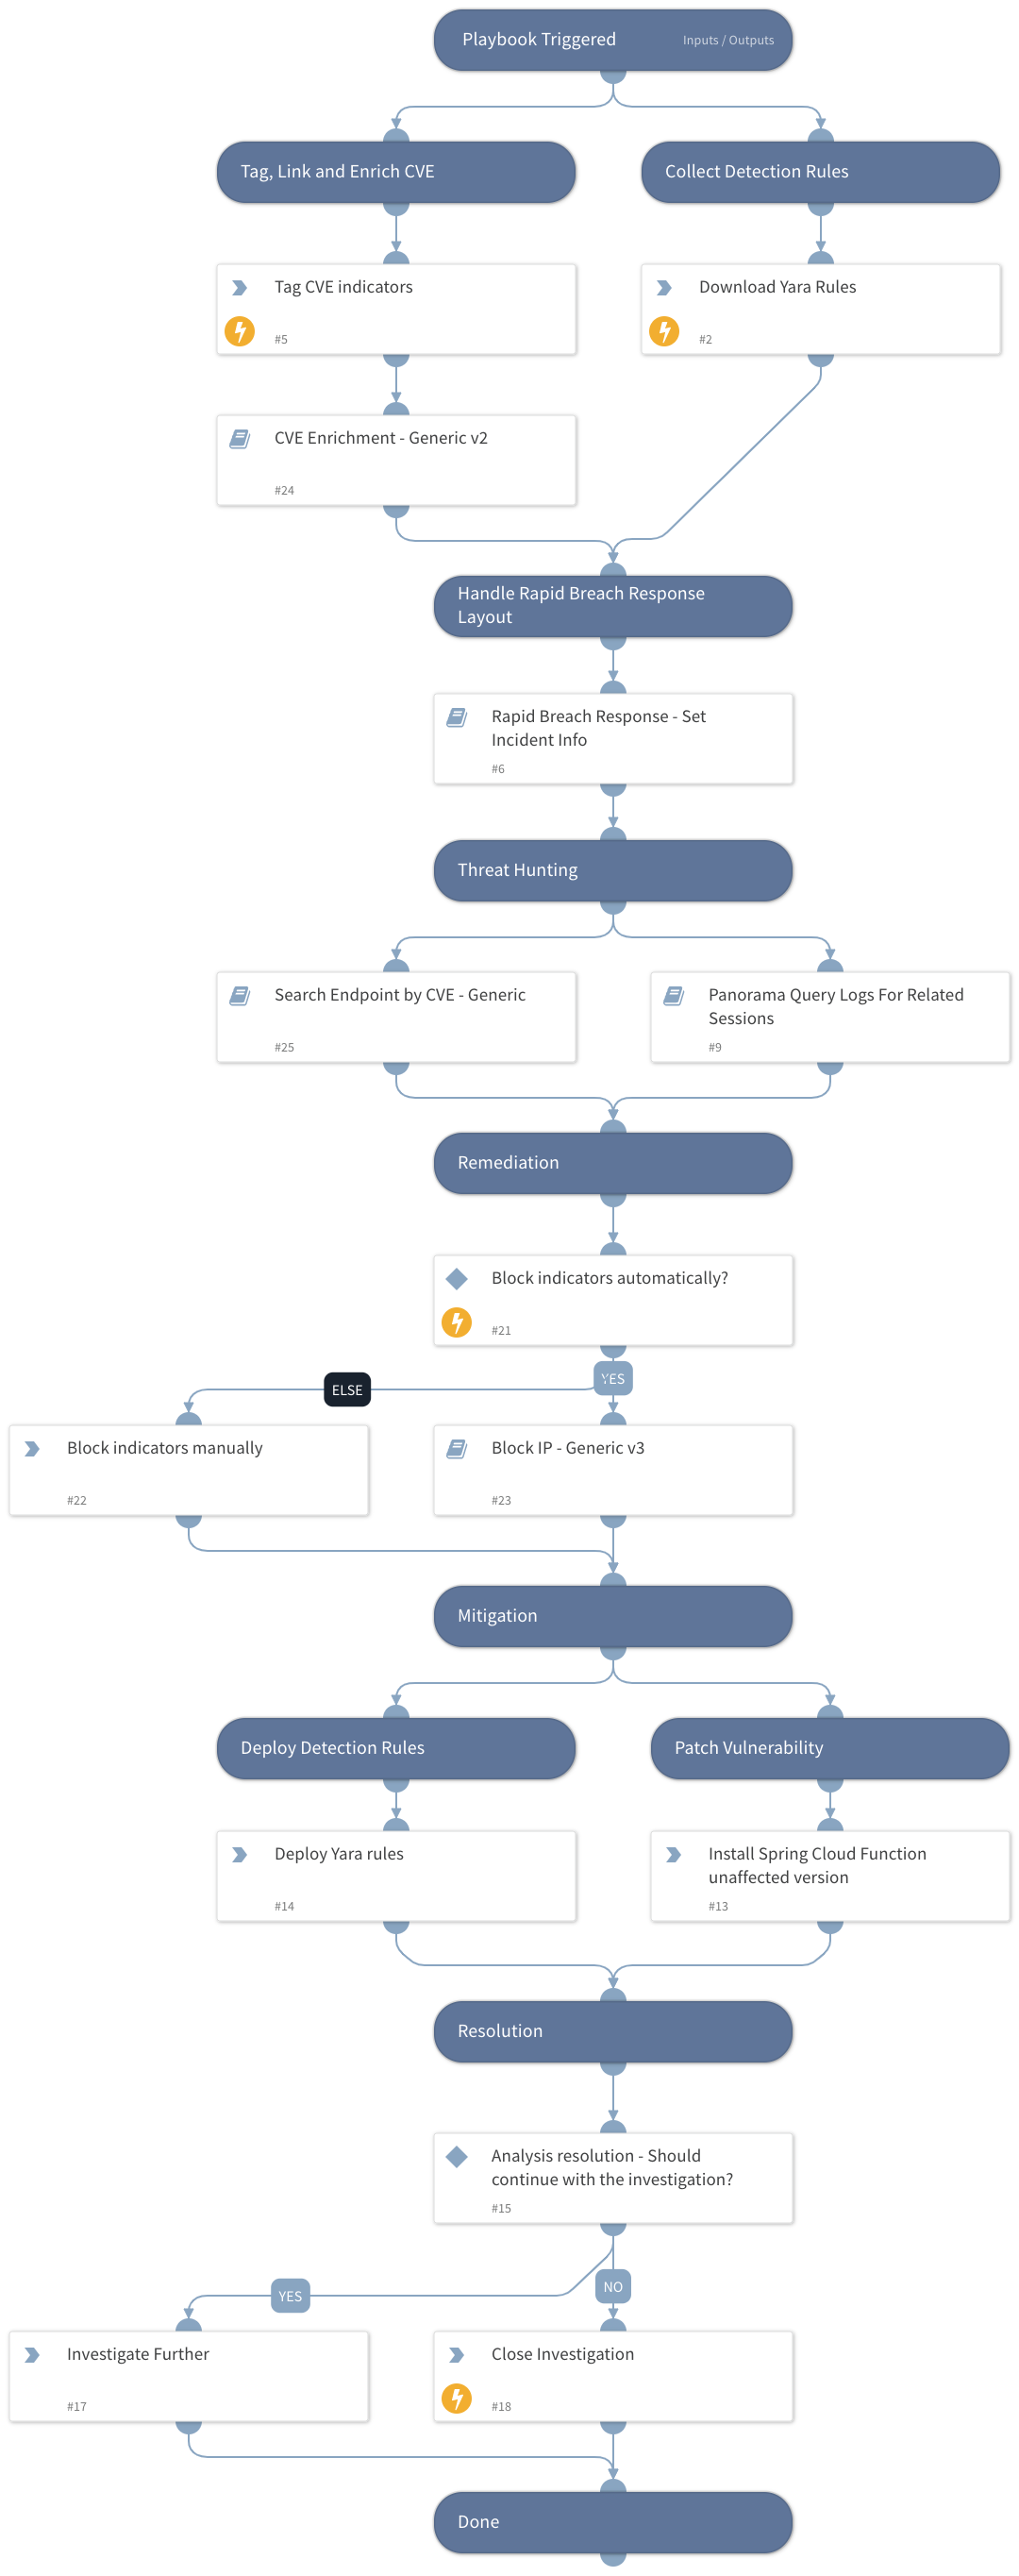 Playbook Triggered
Inputs / Outputs
Tag, Link and Enrich CVE
Collect Detection Rules
Tag CVE indicators
#5
Download Yara Rules
#2
CVE Enrichment - Generic v2
#24
Handle Rapid Breach Response
Layout
Rapid Breach Response - Set
Incident Info
#6
Threat Hunting
Search Endpoint by CVE - Generic
#25
Panorama Query Logs For Related
Sessions
#9
Remediation
Block indicators automatically?
#21
ELSE
YES
Block indicators manually
#22
Block IP - Generic v3
#23
Mitigation
Deploy Detection Rules
Patch Vulnerability
Deploy Yara rules
#14
Install Spring Cloud Function
unaffected version
#13
Resolution
Analysis resolution - Should
continue with the investigation?
#15
YES
NO
Investigate Further
#17
Close Investigation
#18
Done